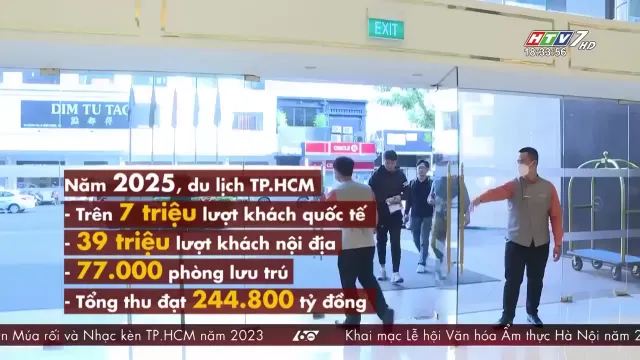 EXIT
HTV7 HD
18:33:56
DIM TU TAC
CIRCLE K
Năm 2025, du lịch TP.HCM
- Trên 7 triệu lượt khách quốc tế
- 39 triệu lượt khách nội địa
- 77.000 phòng lưu trú
- Tổng thu đạt 244.800 tỷ đồng
n Múa rối và Nhạc kèn TP.HCM năm 2023 Khai mạc Lễ hội Văn hóa Ẩm thực Hà Nội năm 2